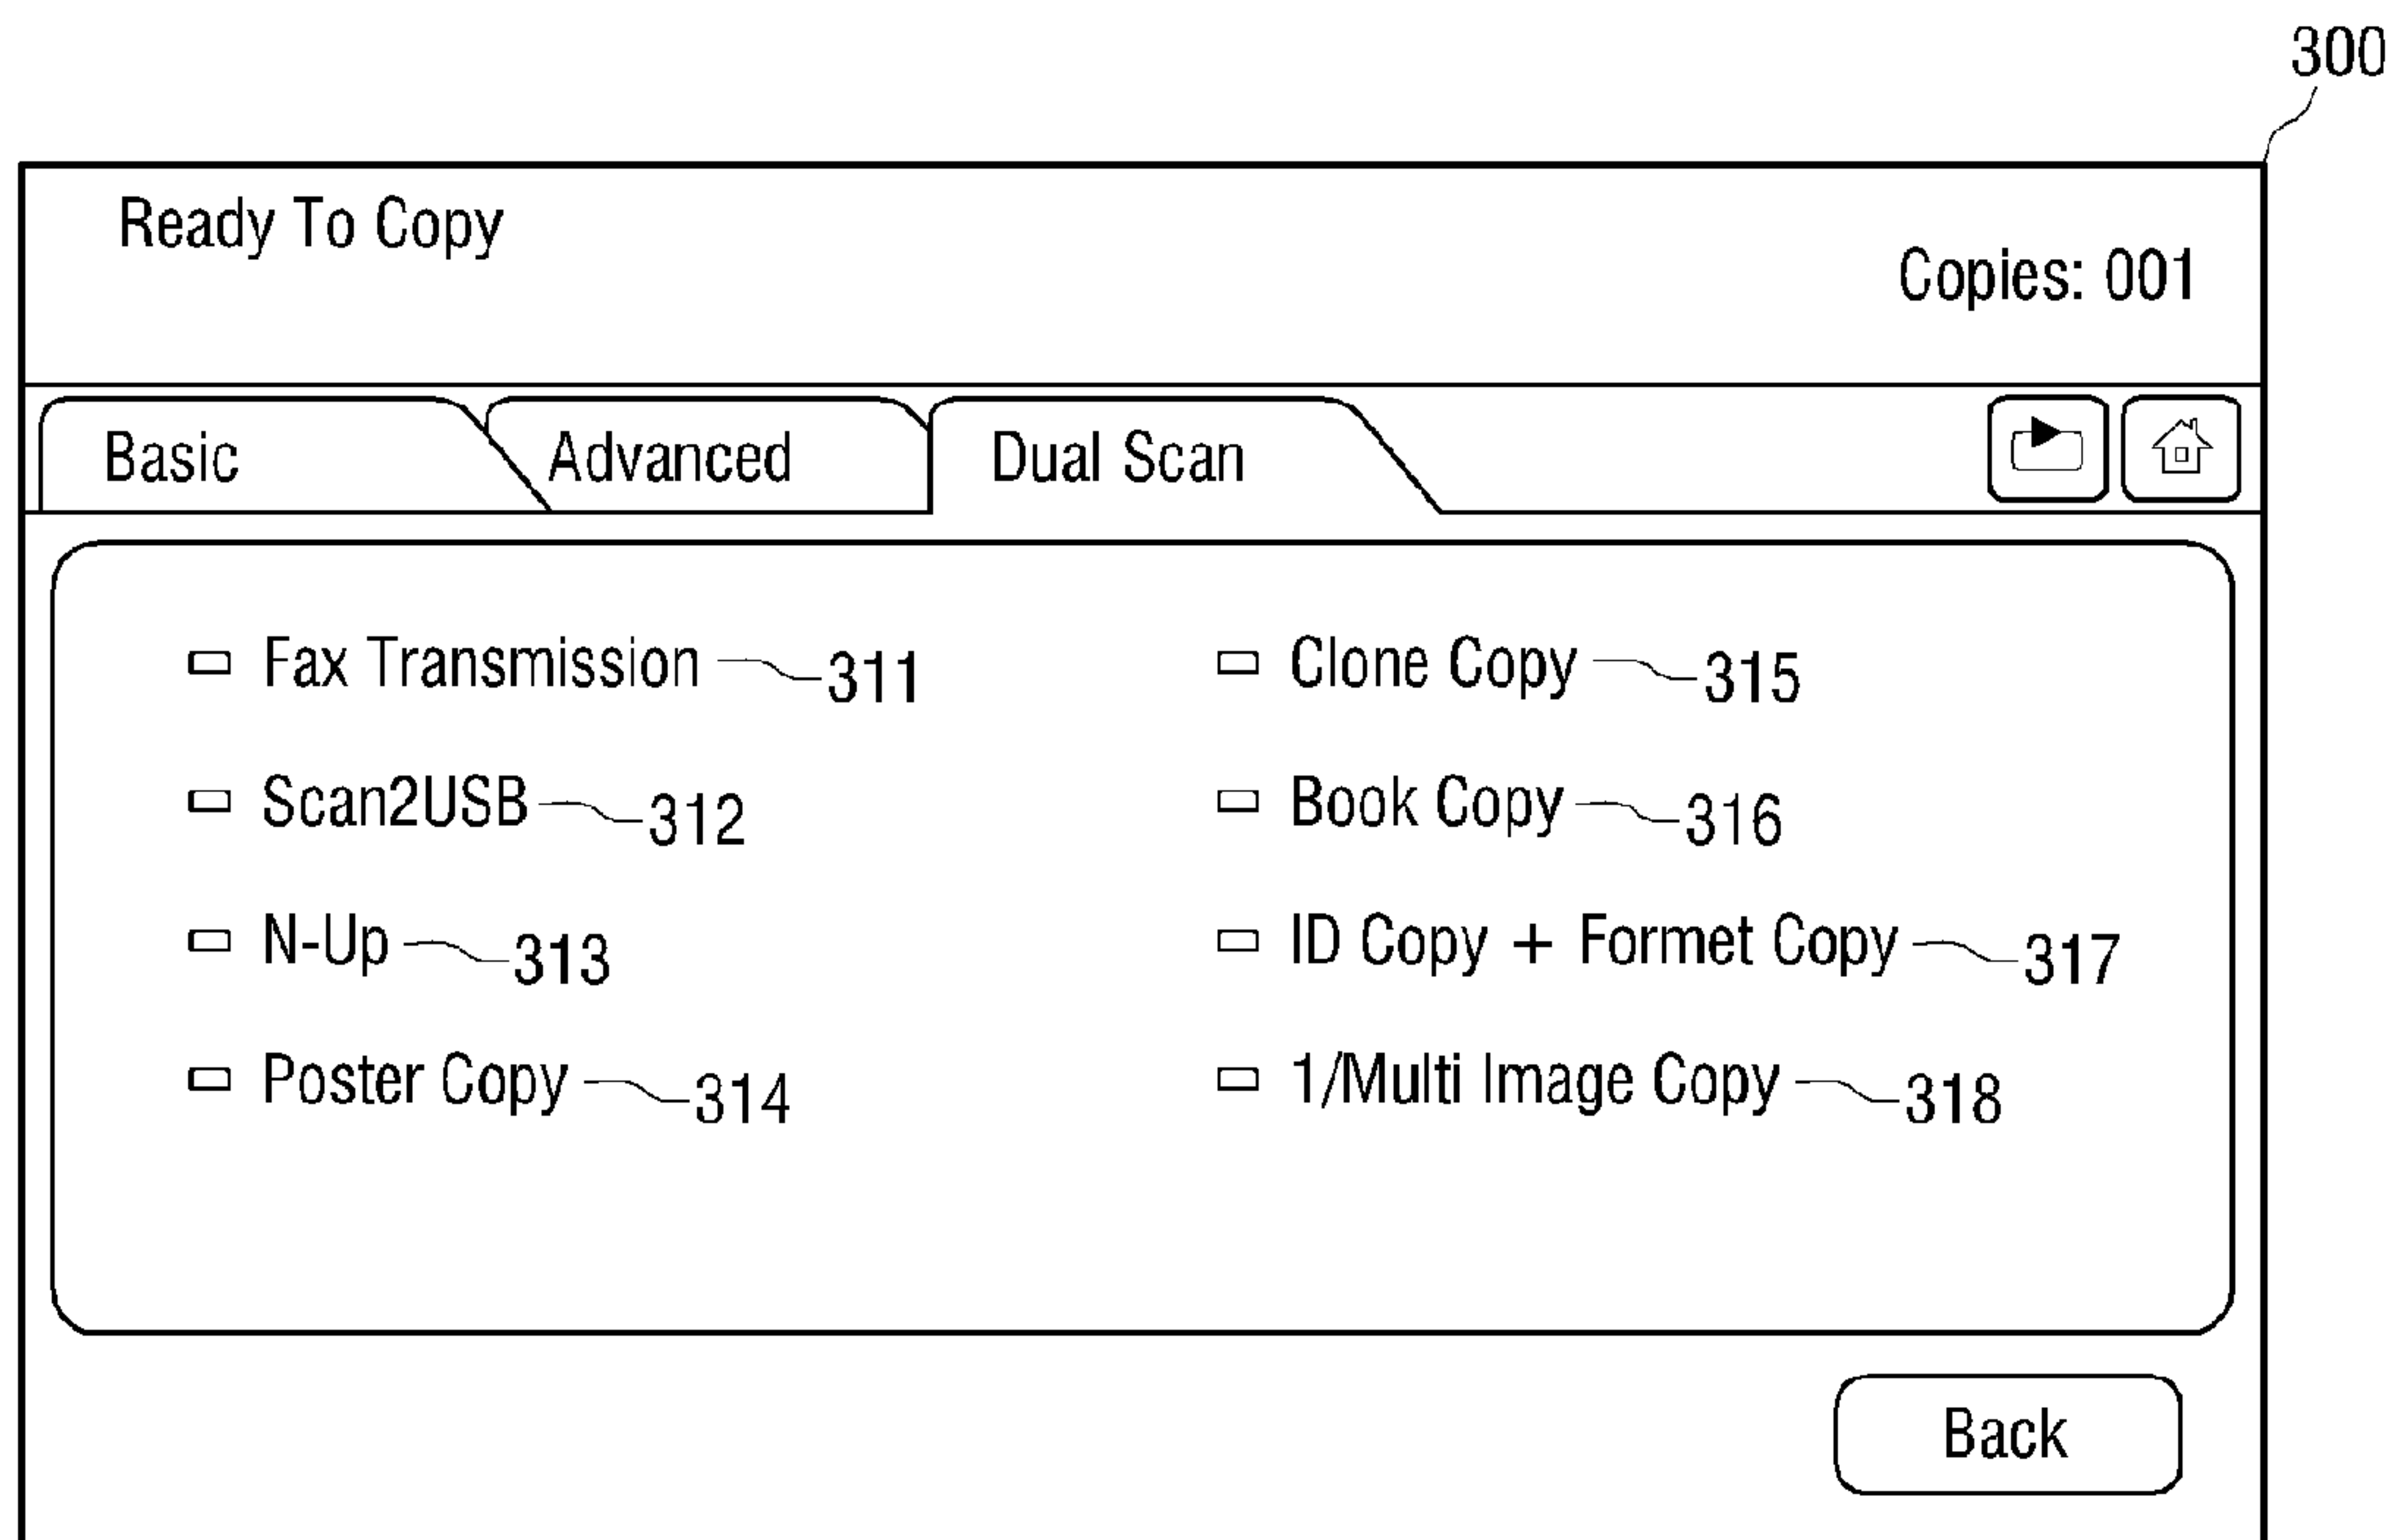 300
Ready To Copy
Copies: 001
Basic Advanced Dual Scan
Fax Transmission 311 Clone Copy 315
Scan2USB 312 Book Copy 316
N-Up 313 ID Copy + Formet Copy 317
Poster Copy 314 1/Multi Image Copy 318
Back